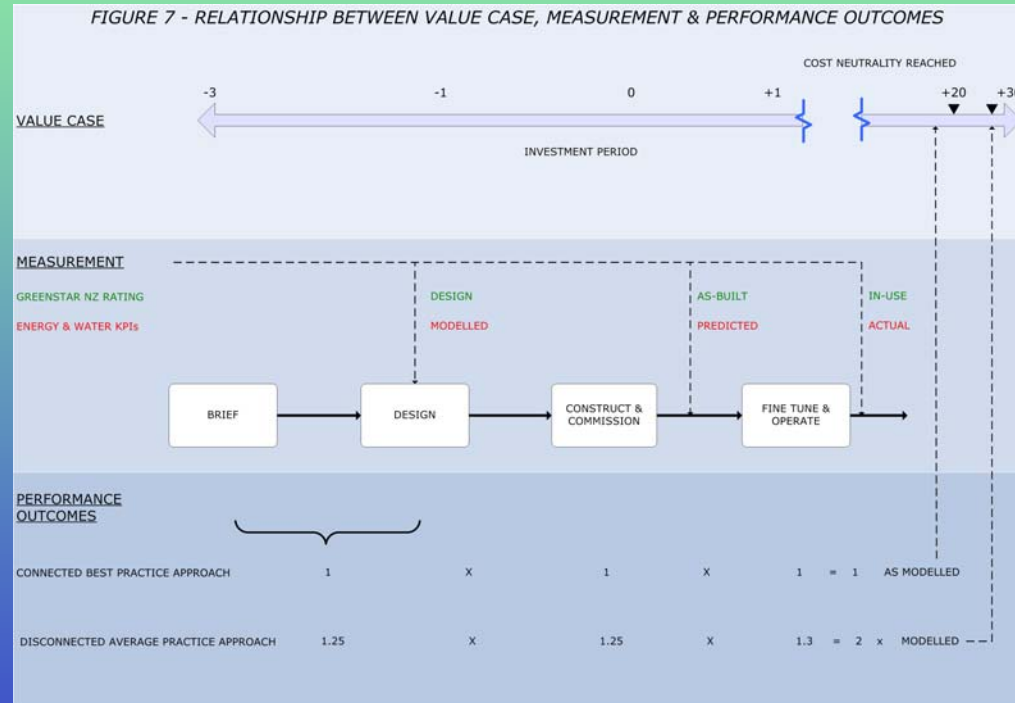 FIGURE 7 - RELATIONSHIP BETWEEN VALUE CASE, MEASUREMENT & PERFORMANCE OUTCOMES
COST NEUTRALITY REACHED
-3 -1 0 +1 +20 +30
VALUE CASE
INVESTMENT PERIOD
MEASUREMENT
GREENSTAR NZ RATING DESIGN AS-BUILT IN-USE
ENERGY & WATER KPIs MODELLED PREDICTED ACTUAL
BRIEF
DESIGN
CONSTRUCT &
COMMISSION
FINE TUNE &
OPERATE
PERFORMANCE
OUTCOMES
CONNECTED BEST PRACTICE APPROACH 1 X 1 X 1 = 1 AS MODELLED
DISCONNECTED AVERAGE PRACTICE APPROACH 1.25 X 1.25 X 1.3 = 2 x MODELLED